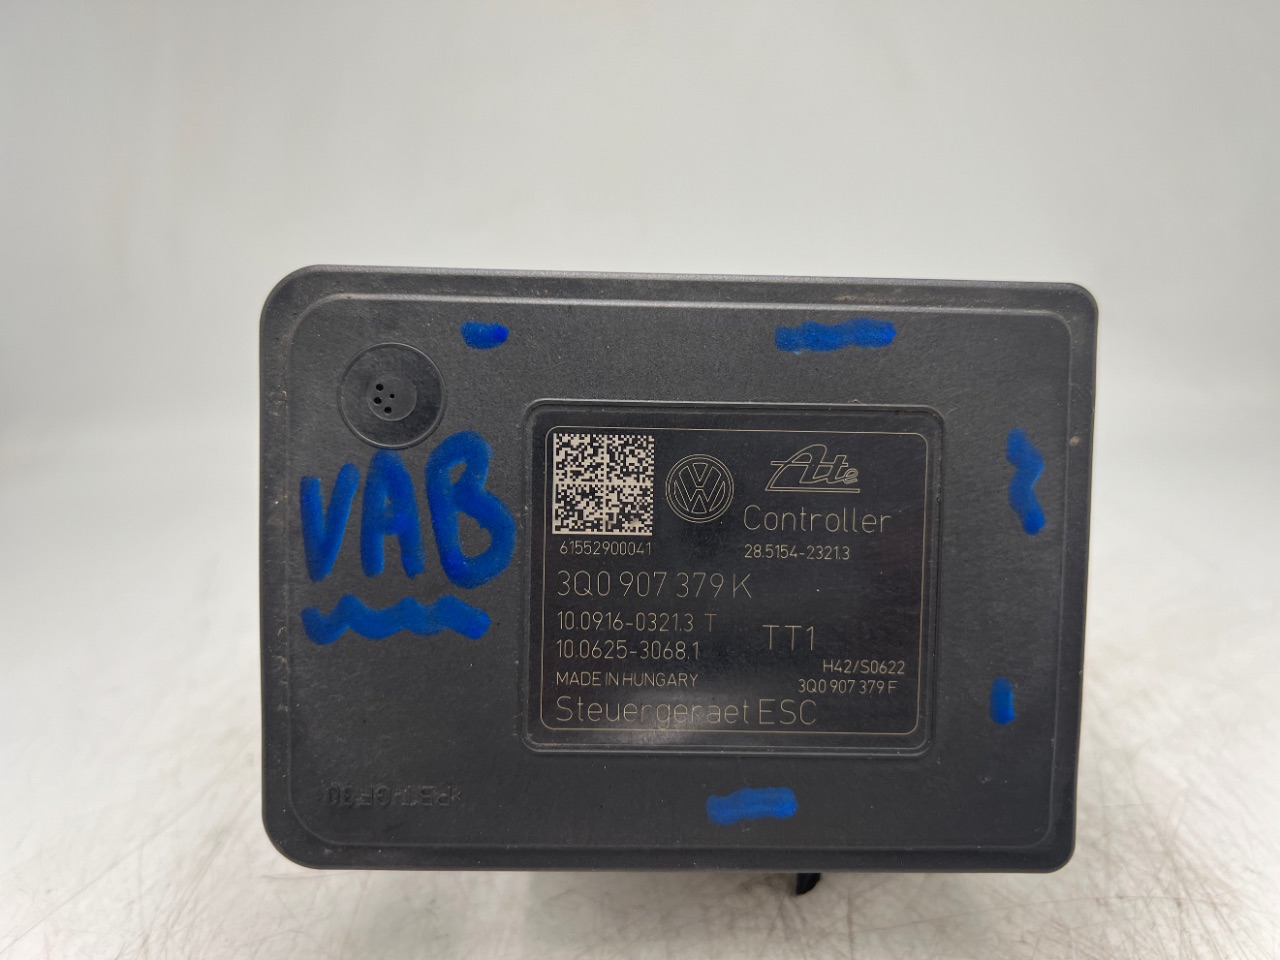 VAB
Ate
Controller
61552900041
28.5154-2321.3
3Q0 907 379 K
10.0916-0321.3 T
TT1
10.0625-3068.1
H42/S0622
MADE IN HUNGARY
3Q0 907 379 F
Steuergeraet ESC